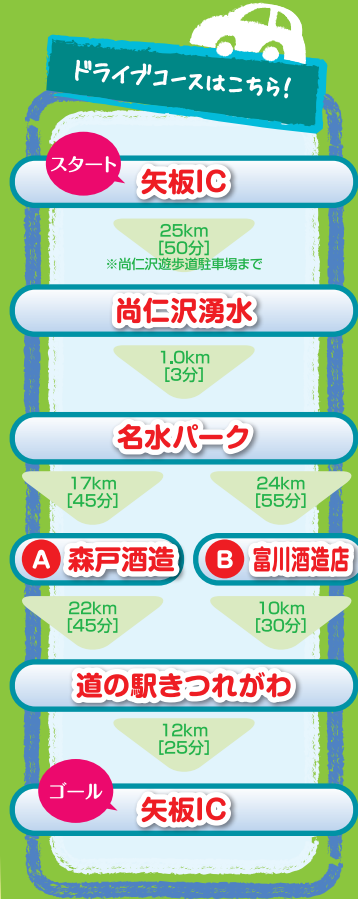 ドライブコースはこちら!
スタート
矢板IC
25km
[50分]
※尚仁沢遊歩道駐車場まで
尚仁沢湧水
1.0km
[3分]
名水パーク
17km
[45分]
24km
[55分]
A 森戸酒造
B 富川酒造店
22km
[45分]
10km
[30分]
道の駅きつれがわ
12km
[25分]
ゴール
矢板IC